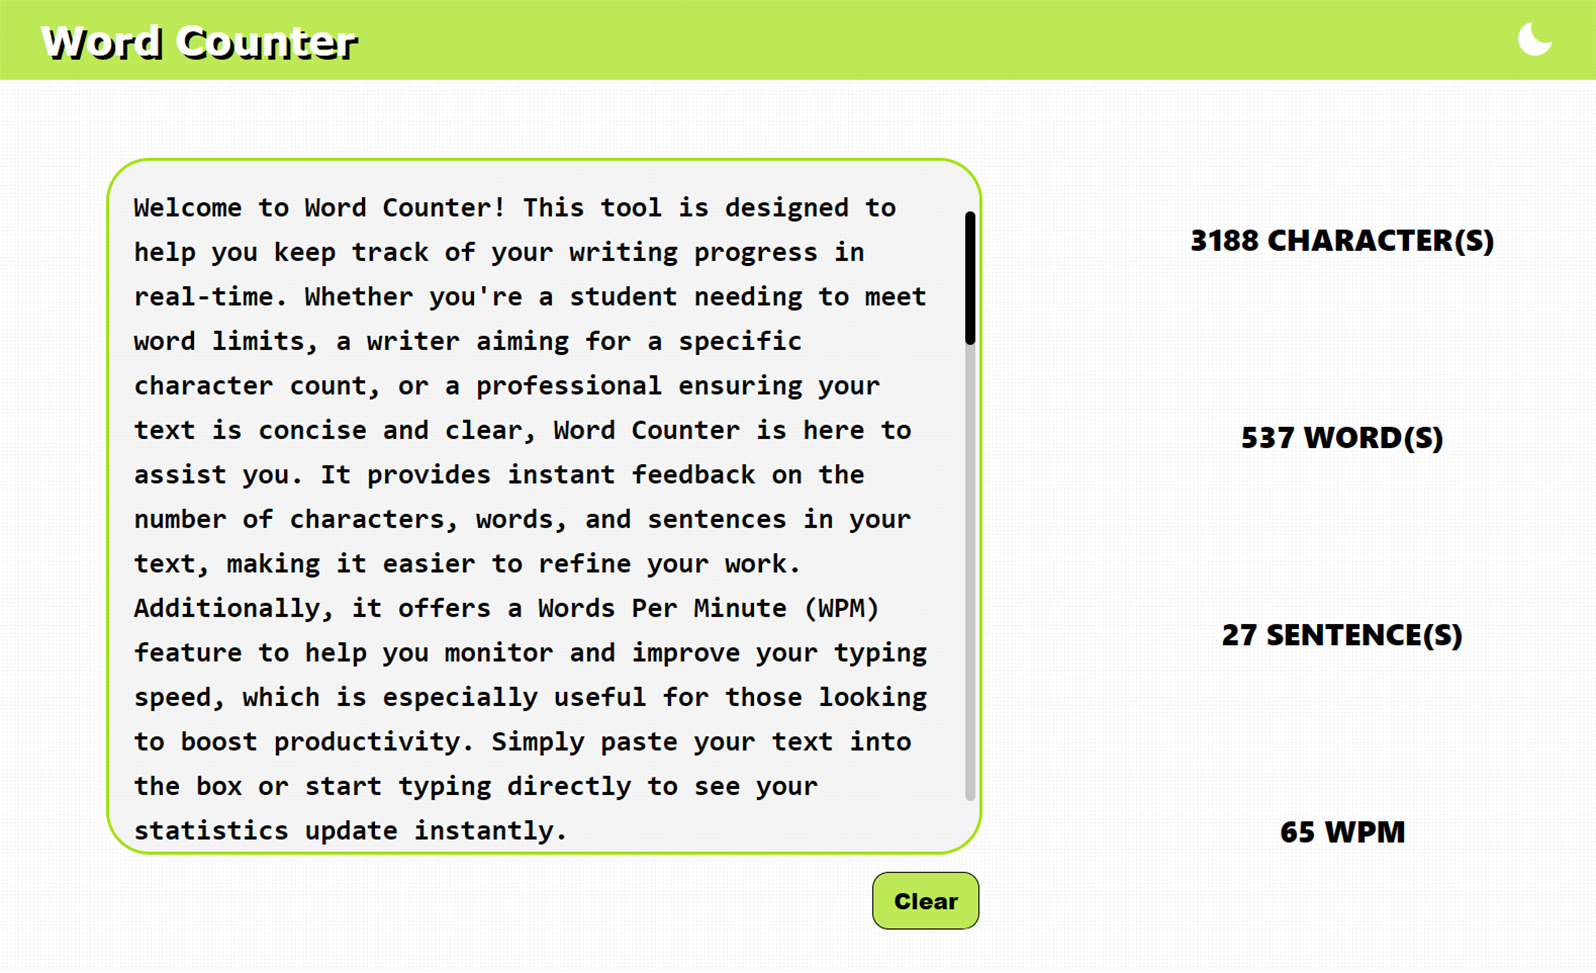 Word Counter
Welcome to Word Counter! This tool is designed to
help you keep track of your writing progress in
real-time. Whether you're a student needing to meet
word limits, a writer aiming for a specific
character count, or a professional ensuring your
text is concise and clear, Word Counter is here to
assist you. It provides instant feedback on the
number of characters, words, and sentences in your
text, making it easier to refine your work.
Additionally, it offers a Words Per Minute (WPM)
feature to help you monitor and improve your typing
speed, which is especially useful for those looking
to boost productivity. Simply paste your text into
the box or start typing directly to see your
statistics update instantly.
Clear
3188 CHARACTER(S)
537 WORD(S)
27 SENTENCE(S)
65 WPM